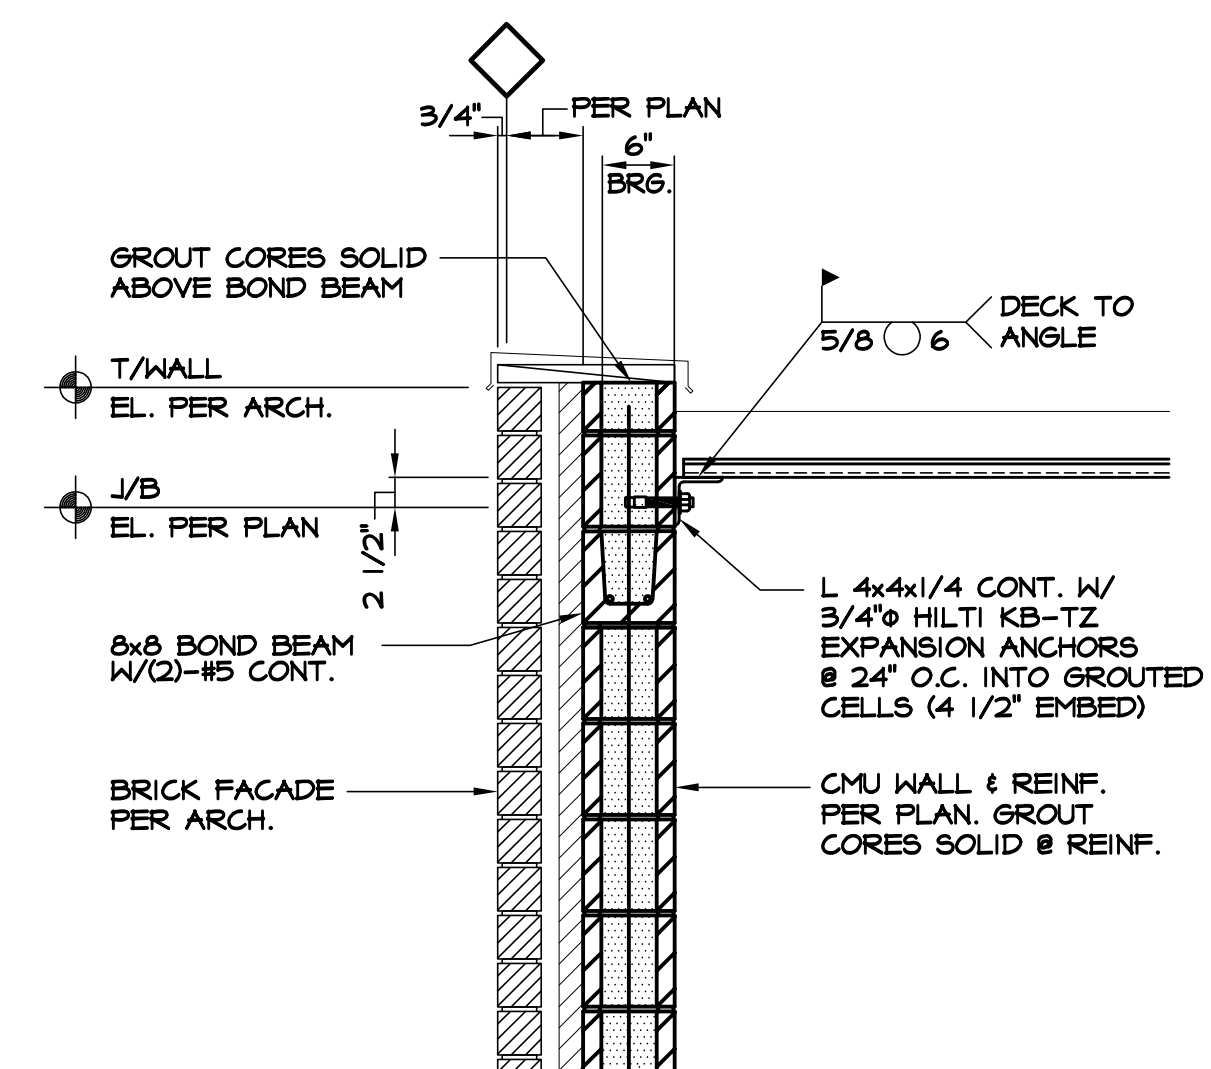 3/4"
PER PLAN
6"
BRG.
GROUT CORES SOLID
ABOVE BOND BEAM
5/8 6
DECK TO
ANGLE
T/WALL
EL. PER ARCH.
J/B
EL. PER PLAN
2 1/2"
L 4x4x1/4 CONT. W/
3/4"Φ HILTI KB-TZ
EXPANSION ANCHORS
@ 24" O.C. INTO GROUTED
CELLS (4 1/2" EMBED)
8x8 BOND BEAM
W/(2)-#5 CONT.
BRICK FACADE
PER ARCH.
CMU WALL & REINF.
PER PLAN. GROUT
CORES SOLID @ REINF.